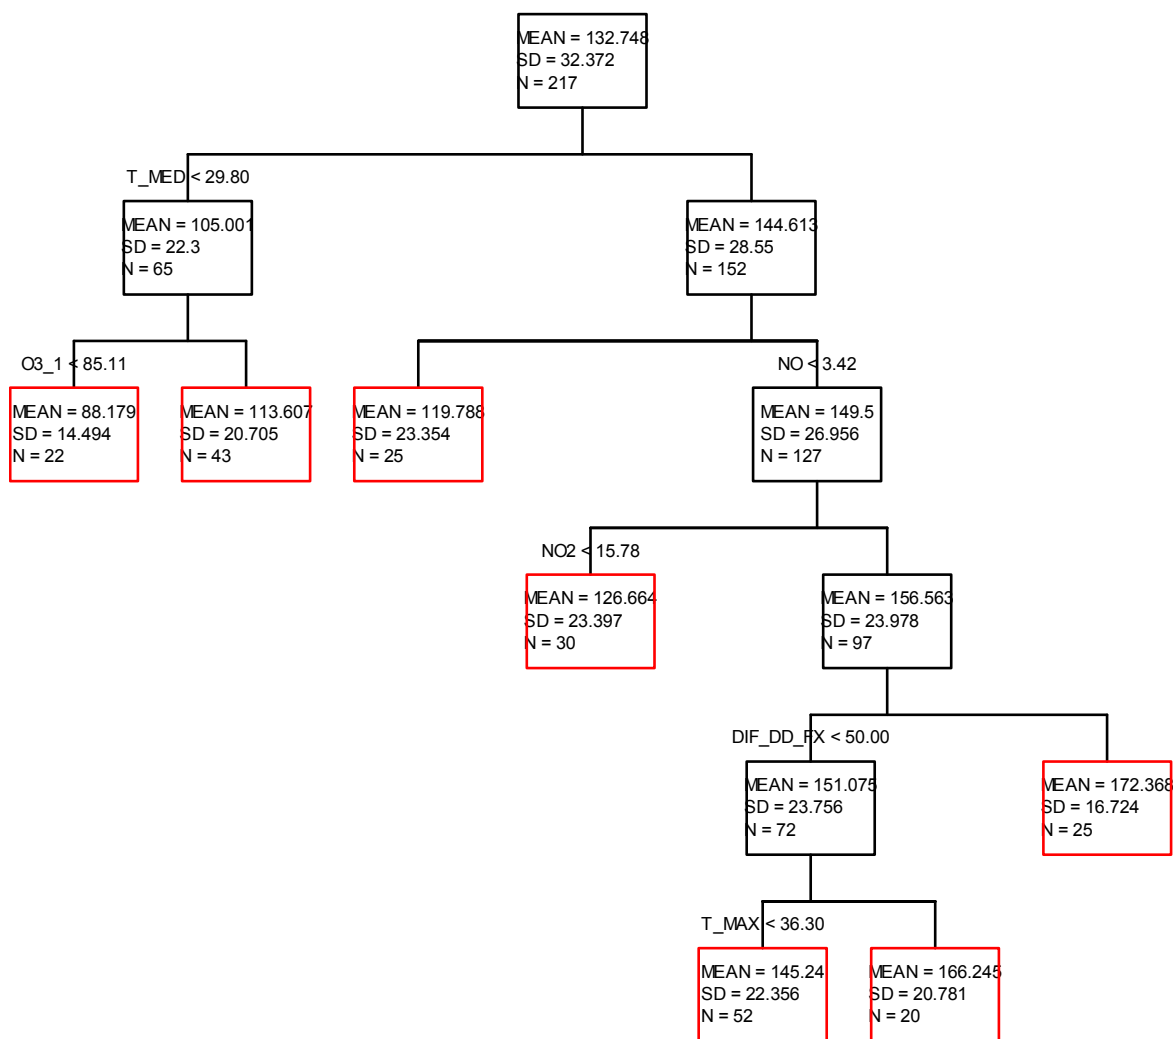 MEAN = 132.748
SD = 32.372
N = 217
T_MED < 29.80
MEAN = 105.001
SD = 22.3
N = 65
MEAN = 144.613
SD = 28.55
N = 152
O3_1 < 85.11
NO < 3.42
MEAN = 88.179
SD = 14.494
N = 22
MEAN = 113.607
SD = 20.705
N = 43
MEAN = 119.788
SD = 23.354
N = 25
MEAN = 149.5
SD = 26.956
N = 127
NO2 < 15.78
MEAN = 126.664
SD = 23.397
N = 30
MEAN = 156.563
SD = 23.978
N = 97
DIF_DD_FX < 50.00
MEAN = 151.075
SD = 23.756
N = 72
MEAN = 172.368
SD = 16.724
N = 25
T_MAX < 36.30
MEAN = 145.24
SD = 22.356
N = 52
MEAN = 166.245
SD = 20.781
N = 20